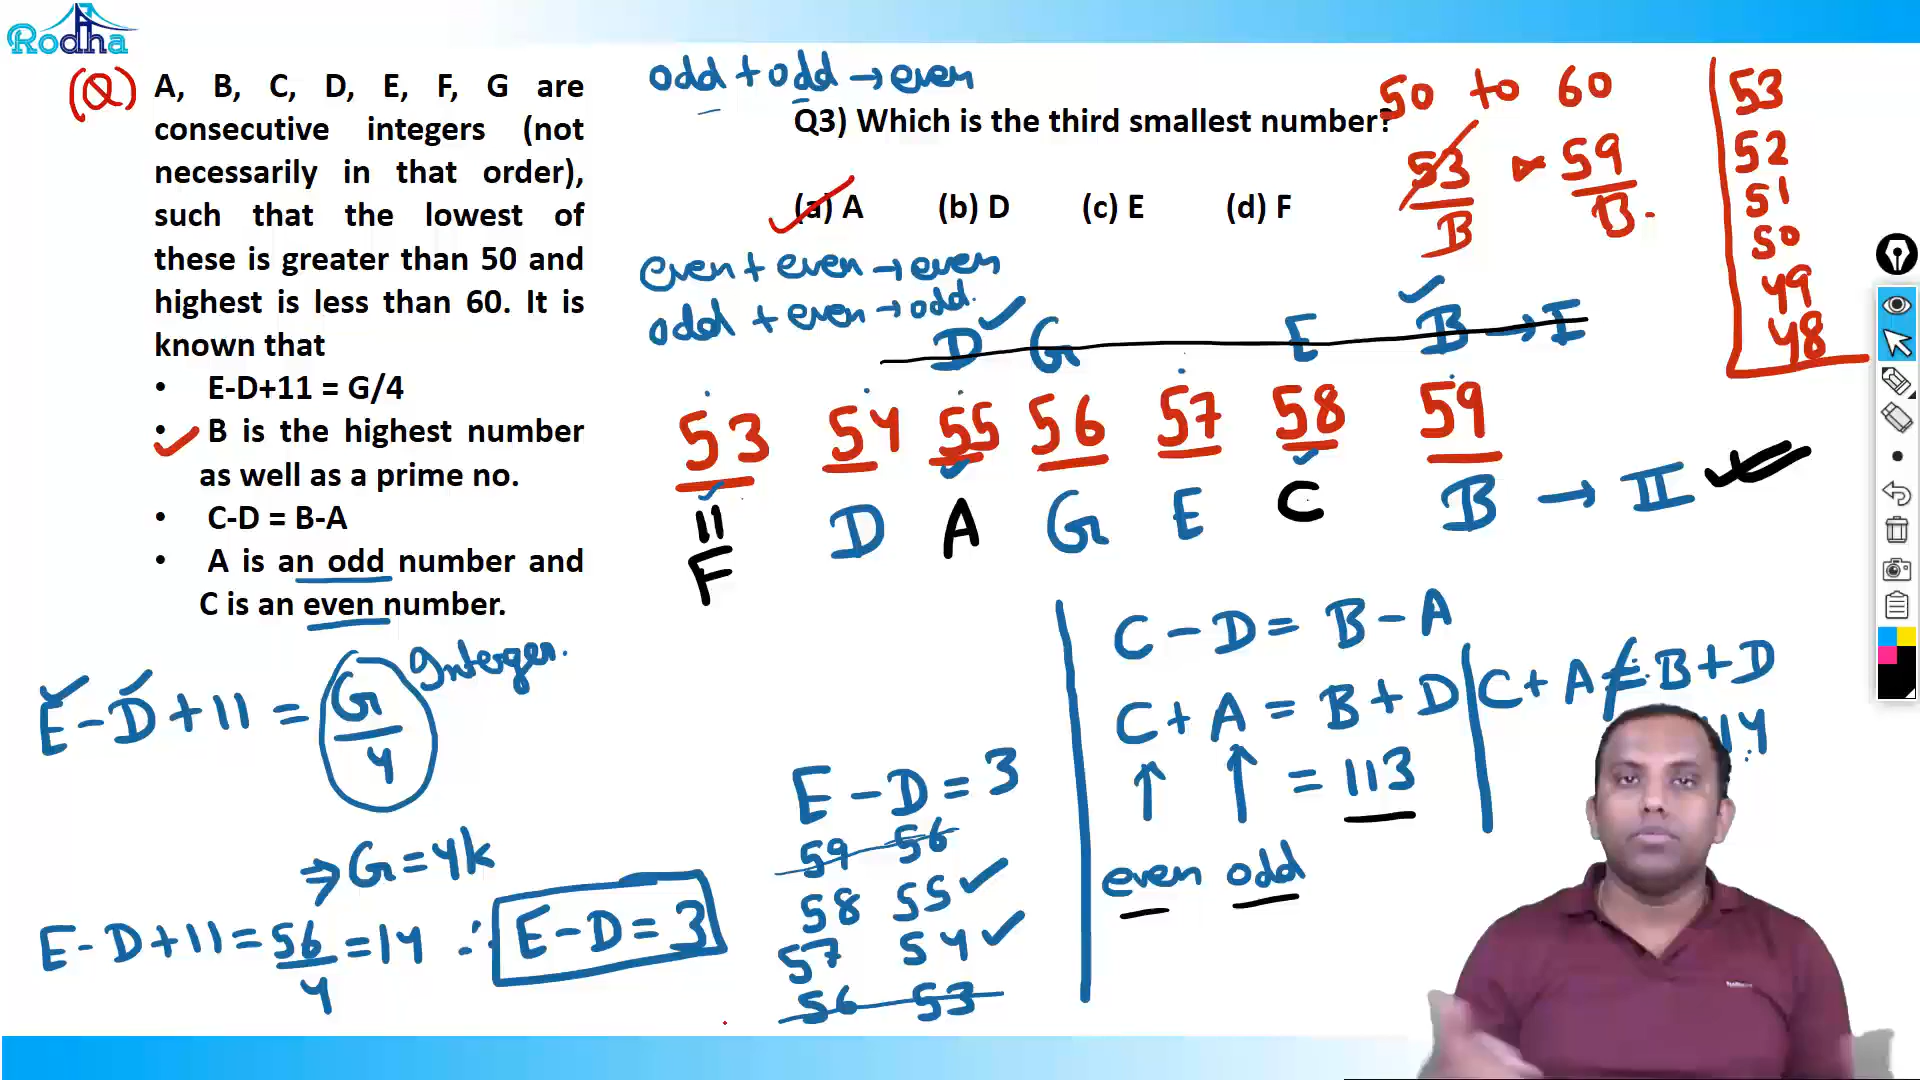 Rodha
(Q)
A, B, C, D, E, F, G are
consecutive integers (not
necessarily in that order),
such that the lowest of
these is greater than 50 and
highest is less than 60. It is
known that
• E-D+11 = G/4
• B is the highest number
as well as a prime no.
• C-D = B-A
• A is an odd number and
C is an even number.
odd + odd → even
Q3) Which is the third smallest number?
(a) A (b) D (c) E (d) F
even + even → even
odd + even → odd.
50 to 60
53 59
B B.
53
52
51
50
49
48
D G E B → I
53 54 55 56 57 58 59
F D A G E C B → II
E - D + 11 = G/4 Interger.
⇒ G = 4k
E - D + 11 = 56/4 = 14 ∴ E - D = 3
E - D = 3
59 56
58 55
57 54
56 53
C - D = B - A
C + A = B + D
= 113
even odd
C + A ≠ B + D
114